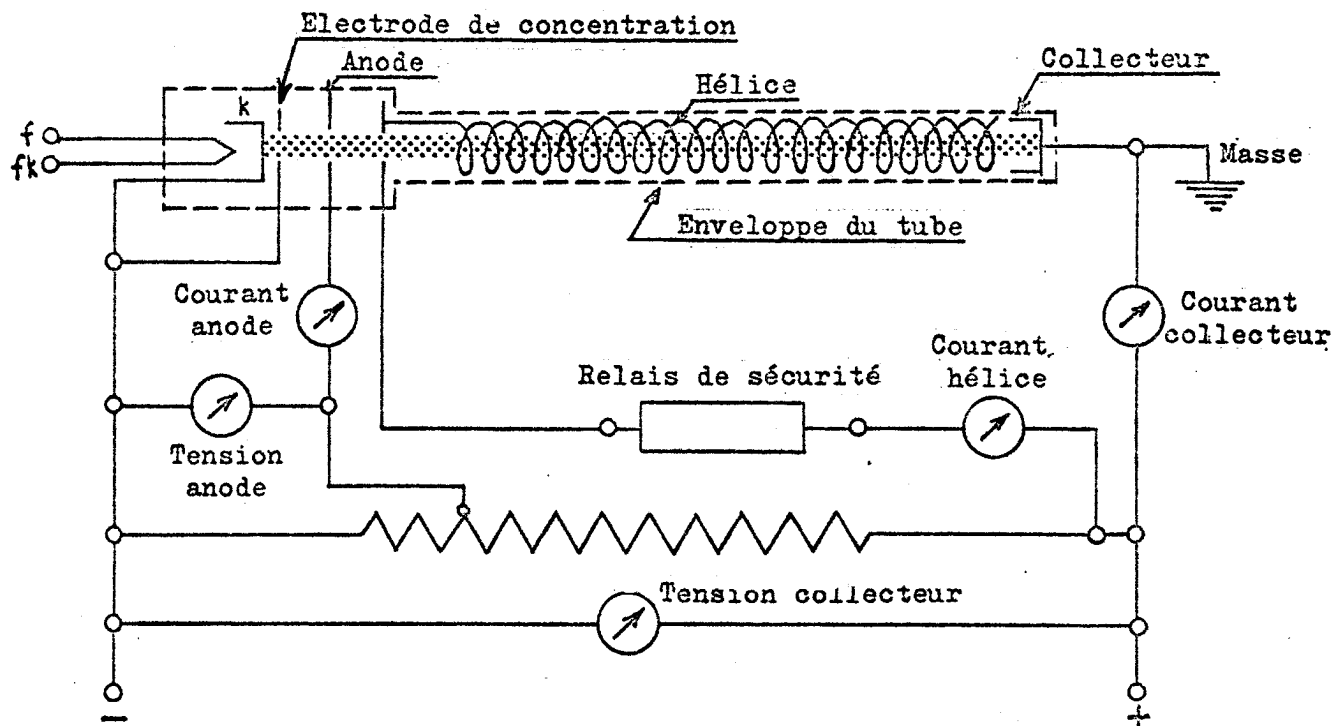 Electrode de concentration
Anode
Collecteur
Hélice
k
f
fk
Masse
Enveloppe du tube
Courant
anode
Courant
collecteur
Courant
hélice
Relais de sécurité
Tension
anode
Tension collecteur
-
+